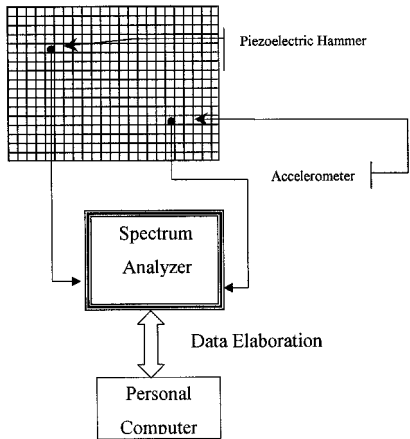 Piezoelectric Hammer
Accelerometer
Spectrum
Analyzer
Data Elaboration
Personal
Computer